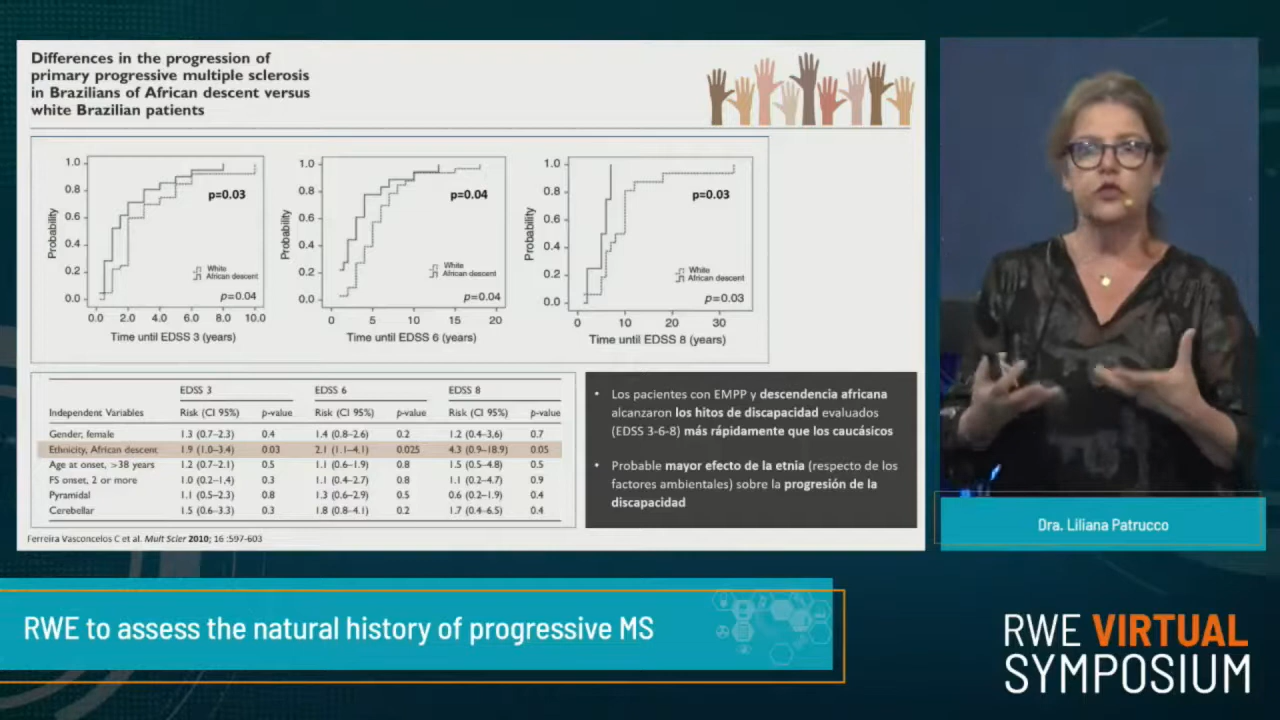 Differences in the progression of
primary progressive multiple sclerosis
in Brazilians of African descent versus
white Brazilian patients
1.0
0.8
0.6
0.4
0.2
0.0
Probability
p=0.03
White
African descent
p=0.04
0.0 2.0 4.0 6.0 8.0 10.0
Time until EDSS 3 (years)
1.0
0.8
0.6
0.4
0.2
0.0
Probability
p=0.04
White
African descent
p=0.04
0 5 10 15 20
Time until EDSS 6 (years)
1.0
0.8
0.6
0.4
0.2
0.0
Probability
p=0.03
White
African descent
p=0.03
0 10 20 30
Time until EDSS 8 (years)
EDSS 3 EDSS 6 EDSS 8
Independent Variables Risk (CI 95%) p-value Risk (CI 95%) p-value Risk (CI 95%) p-value
Gender, female 1.3 (0.7–2.3) 0.4 1.4 (0.8–2.6) 0.2 1.2 (0.4–3,6) 0.7
Ethnicity, African descent 1.9 (1.0–3.4) 0.03 2.1 (1.1–4.1) 0.025 4.3 (0.9–18.9) 0.05
Age at onset, >38 years 1.2 (0.7–2.1) 0.5 1.1 (0.6–1.9) 0.8 1.5 (0.5–4.8) 0.5
FS onset, 2 or more 1.0 (0.2–1.4) 0.3 1.1 (0.4–2.7) 0.8 1.1 (0.2–4.7) 0.9
Pyramidal 1.1 (0.5–2.3) 0.8 1.3 (0.6–2.9) 0.5 0.6 (0.2–1.9) 0.4
Cerebellar 1.5 (0.6–3.3) 0.3 1.8 (0.8–4.1) 0.2 1.7 (0.4–6.5) 0.4
• Los pacientes con EMPP y descendencia africana
alcanzaron los hitos de discapacidad evaluados
(EDSS 3-6-8) más rápidamente que los caucásicos
• Probable mayor efecto de la etnia (respecto de los
factores ambientales) sobre la progresión de la
discapacidad
Ferreira Vasconcelos C et al. Mult Scler 2010; 16 :597-603
Dra. Liliana Patrucco
RWE to assess the natural history of progressive MS
RWE VIRTUAL
SYMPOSIUM